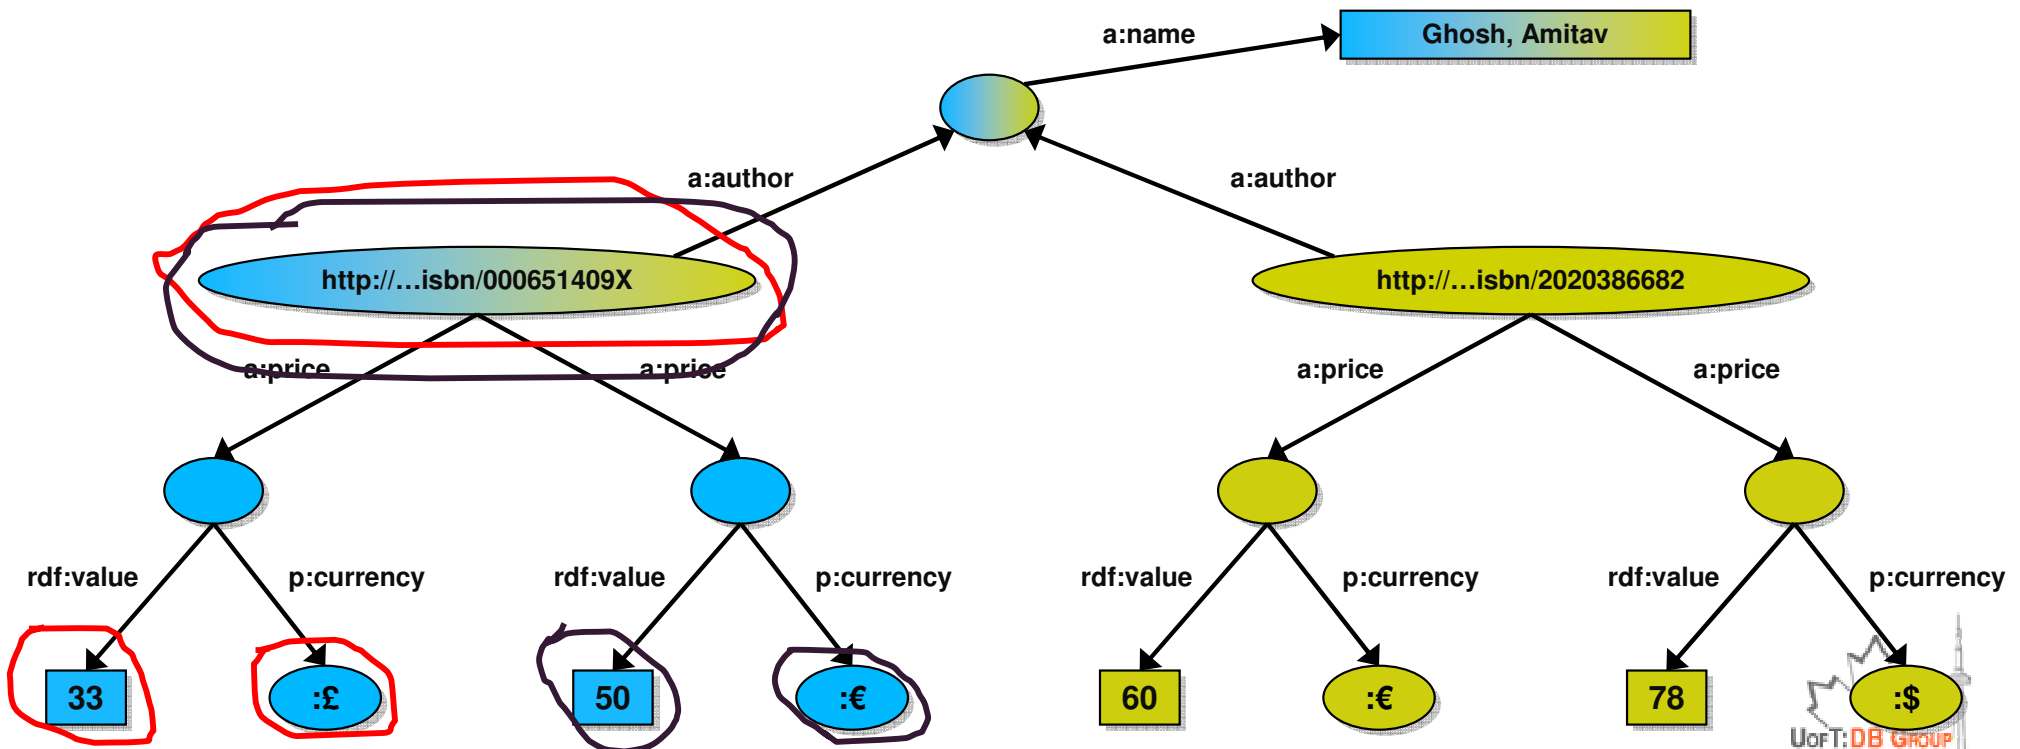 a:name
Ghosh, Amitav
a:author
a:author
http://...isbn/000651409X
http://...isbn/2020386682
a:price
a:price
a:price
a:price
rdf:value
p:currency
rdf:value
p:currency
rdf:value
p:currency
rdf:value
p:currency
33
:£
50
:€
60
:€
78
:$
UOFT:DB GROUP